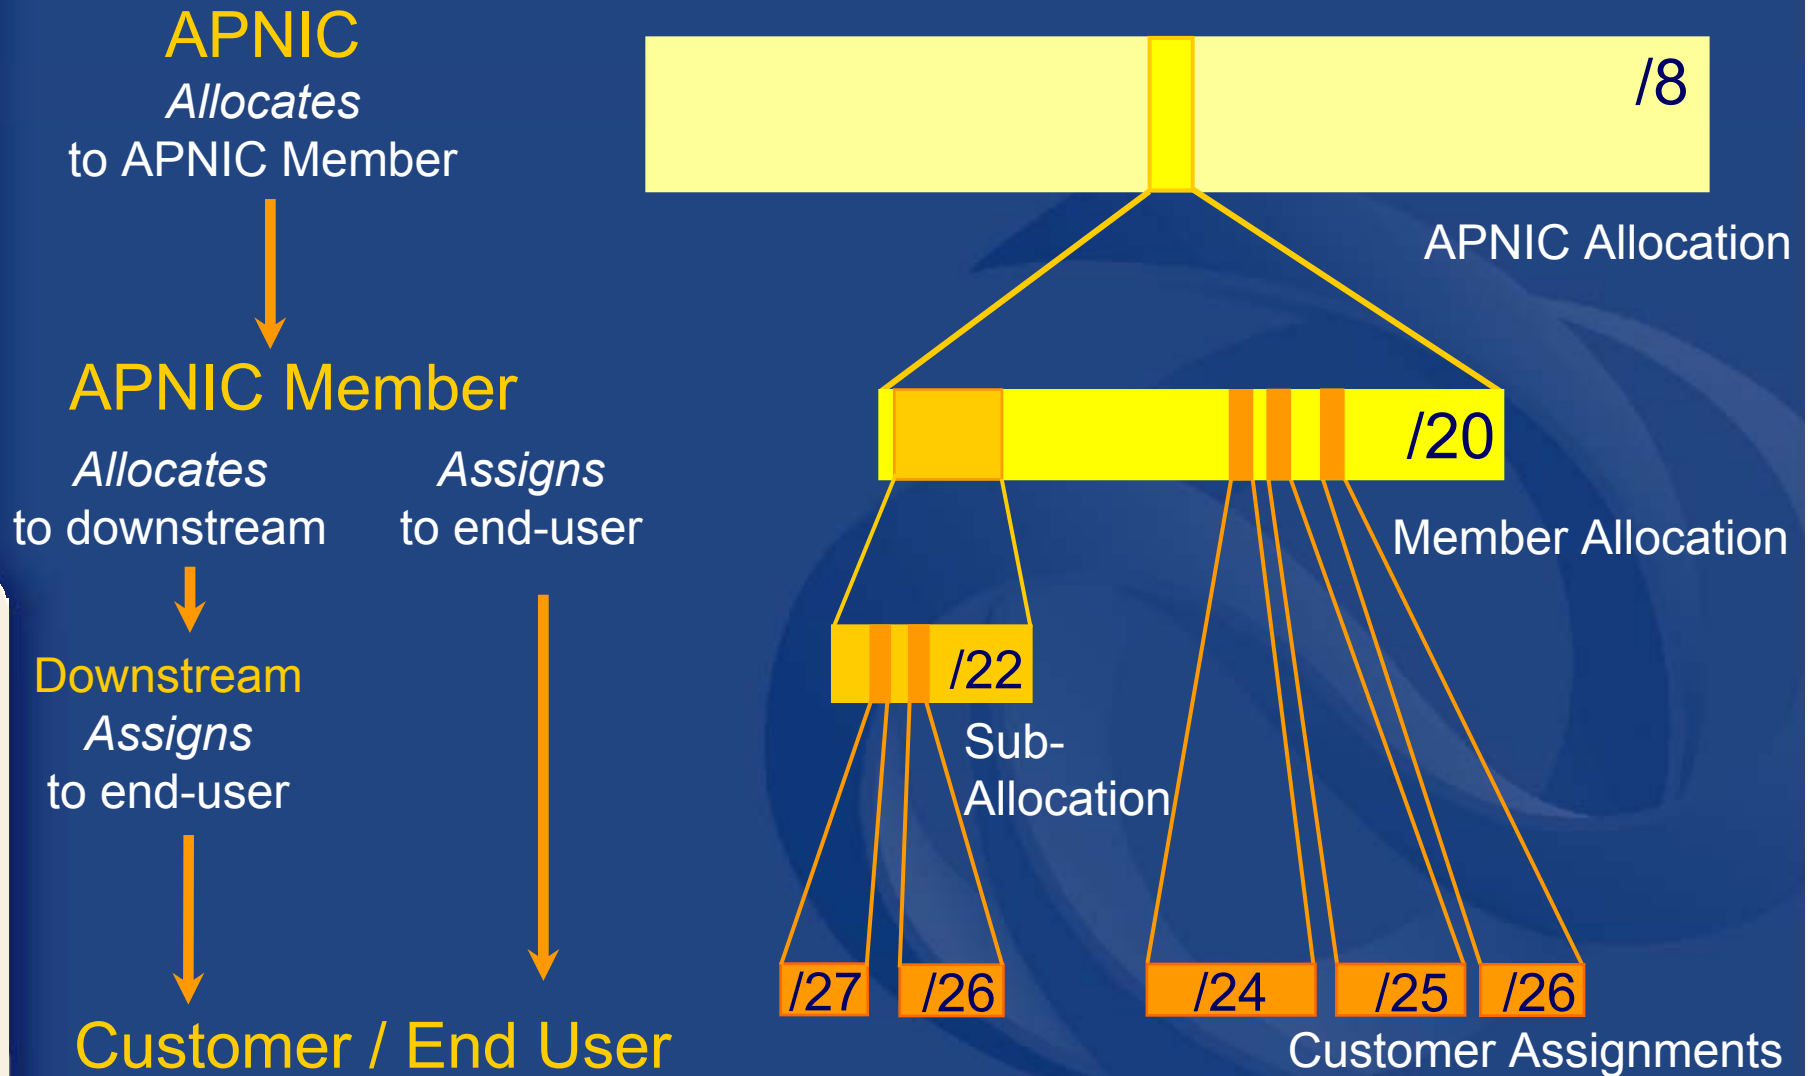 APNIC
Allocates
to APNIC Member
/8
APNIC Allocation
APNIC Member
Allocates
to downstream
Assigns
to end-user
/20
Member Allocation
Downstream
Assigns
to end-user
/22
Sub-
Allocation
/27
/26
/24
/25
/26
Customer / End User
Customer Assignments